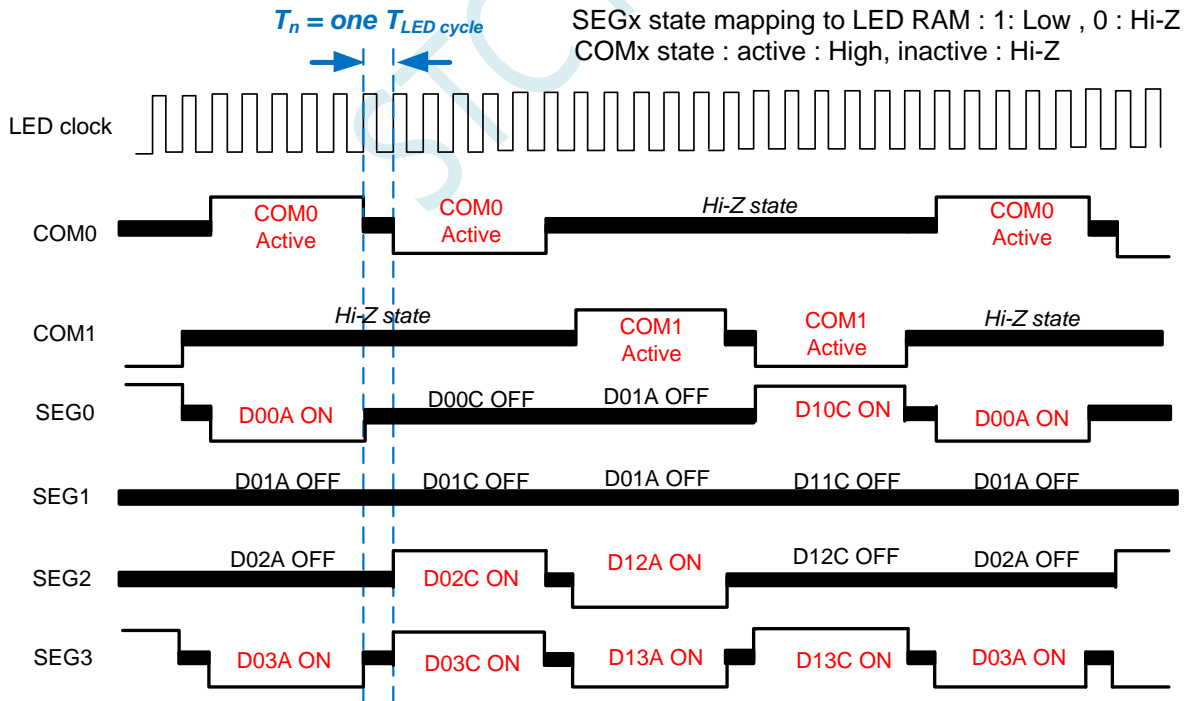 Tn = one TLED cycle
SEGx state mapping to LED RAM : 1: Low , 0 : Hi-Z
COMx state : active : High, inactive : Hi-Z
LED clock
COM0
COM0
Active
COM0
Active
Hi-Z state
COM0
Active
COM1
Hi-Z state
COM1
Active
COM1
Active
Hi-Z state
SEG0
D00A ON
D00C OFF
D01A OFF
D10C ON
D00A ON
SEG1
D01A OFF
D01C OFF
D01A OFF
D11C OFF
D01A OFF
SEG2
D02A OFF
D02C ON
D12A ON
D12C OFF
D02A OFF
SEG3
D03A ON
D03C ON
D13A ON
D13C ON
D03A ON
STC